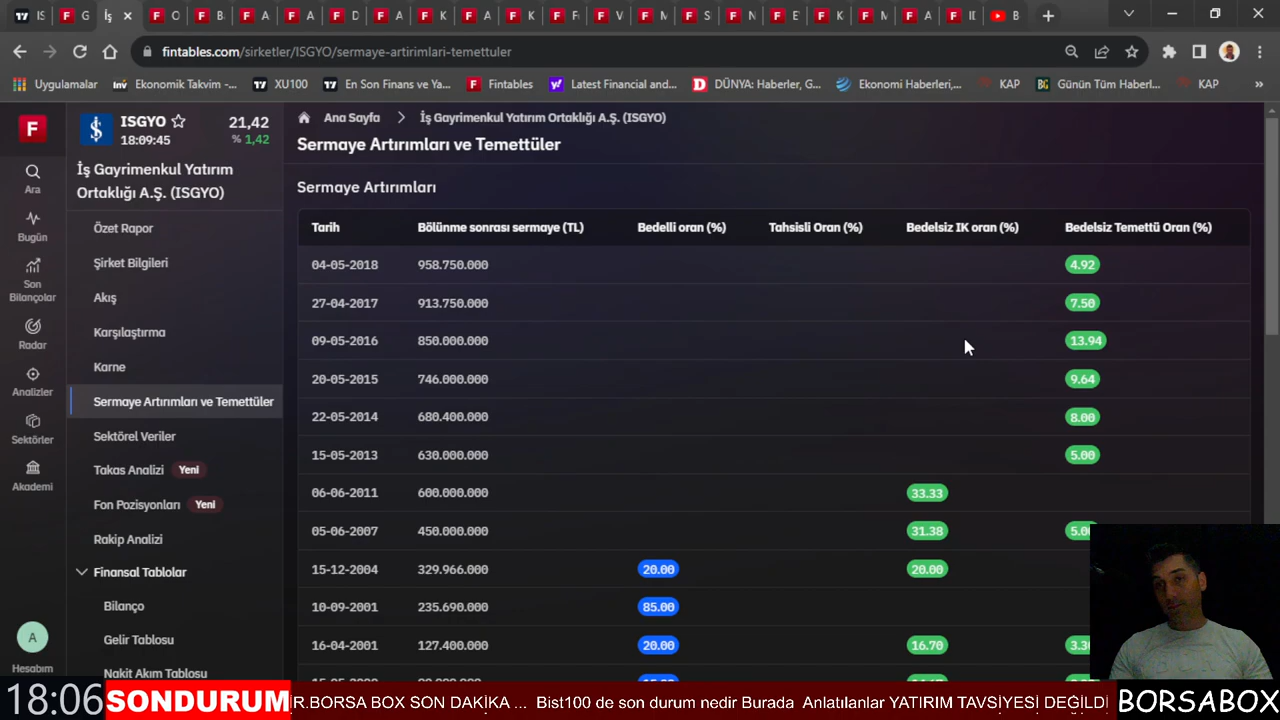 IS
G
İş
G
B
A
A
D
A
K
A
K
F
V
M
S
N
E
K
M
A
IL
B
fintables.com/sirketler/ISGYO/sermaye-artirimlari-temettuler
Uygulamalar
Ekonomik Takvim -...
XU100
En Son Finans ve Ya...
Fintables
Latest Financial and...
DÜNYA: Haberler, G...
Ekonomi Haberleri,...
KAP
Günün Tüm Haberl...
KAP
»
F
Ara
Bugün
Son Bilançolar
Radar
Analizler
Sektörler
Akademi
A
Hesabım
ISGYO
21,42
18:09:45
% 1,42
İş Gayrimenkul Yatırım
Ortaklığı A.Ş. (ISGYO)
Özet Rapor
Şirket Bilgileri
Akış
Karşılaştırma
Karne
Sermaye Artırımları ve Temettüler
Sektörel Veriler
Takas Analizi Yeni
Fon Pozisyonları Yeni
Rakip Analizi
Finansal Tablolar
Bilanço
Gelir Tablosu
Nakit Akım Tablosu
Ana Sayfa > İş Gayrimenkul Yatırım Ortaklığı A.Ş. (ISGYO)
Sermaye Artırımları ve Temettüler
Sermaye Artırımları
Tarih Bölünme sonrası sermaye (TL) Bedelli oran (%) Tahsisli Oran (%) Bedelsiz IK oran (%) Bedelsiz Temettü Oran (%)
04-05-2018 958.750.000 4.92
27-04-2017 913.750.000 7.50
09-05-2016 850.000.000 13.94
20-05-2015 746.000.000 9.64
22-05-2014 680.400.000 8.00
15-05-2013 630.000.000 5.00
06-06-2011 600.000.000 33.33
05-06-2007 450.000.000 31.38
15-12-2004 329.966.000 20.00 20.00
10-09-2001 235.690.000 85.00
16-04-2001 127.400.000 20.00 16.70
18:06 SONDURUM İR.BORSA BOX SON DAKİKA ... Bist100 de son durum nedir Burada Anlatılanlar YATIRIM TAVSİYESİ DEĞİLDİ BORSABOX